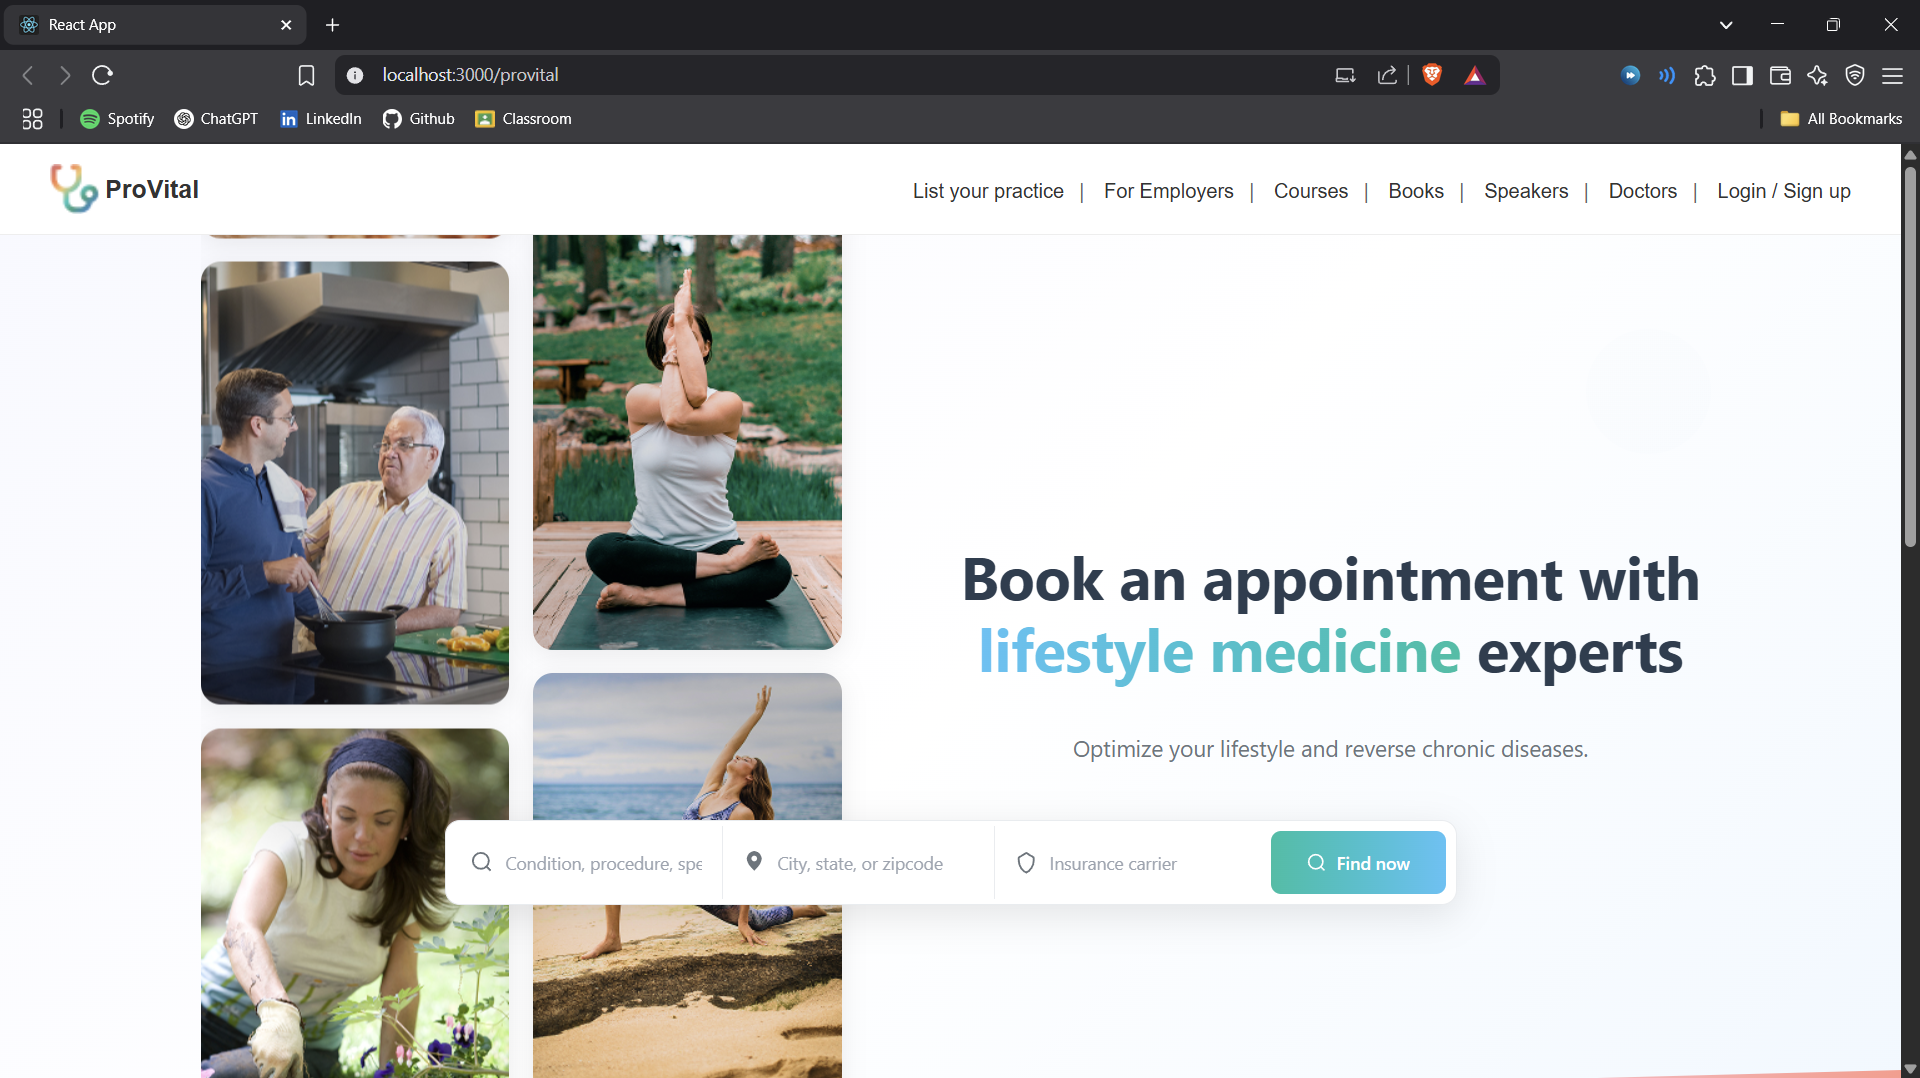 React App
localhost:3000/provital
Spotify
ChatGPT
LinkedIn
Github
Classroom
All Bookmarks
ProVital
List your practice | For Employers | Courses | Books | Speakers | Doctors | Login / Sign up
Book an appointment with
lifestyle medicine experts
Optimize your lifestyle and reverse chronic diseases.
Condition, procedure, spe
City, state, or zipcode
Insurance carrier
Find now